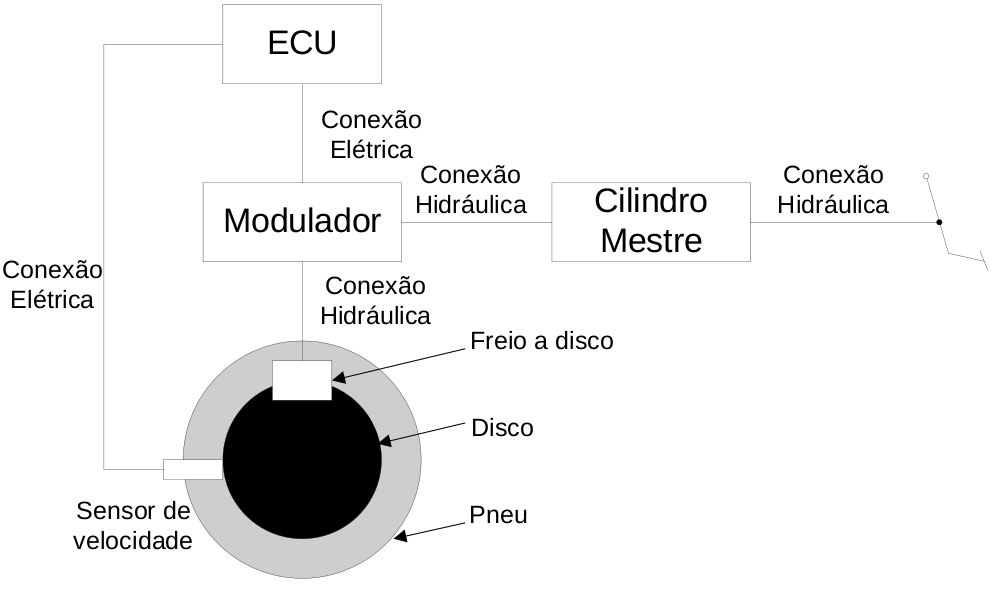 ECU
Conexão
Elétrica
Conexão
Hidráulica
Conexão
Hidráulica
Modulador
Cilindro
Mestre
Conexão
Elétrica
Conexão
Hidráulica
Freio a disco
Disco
Sensor de
velocidade
Pneu